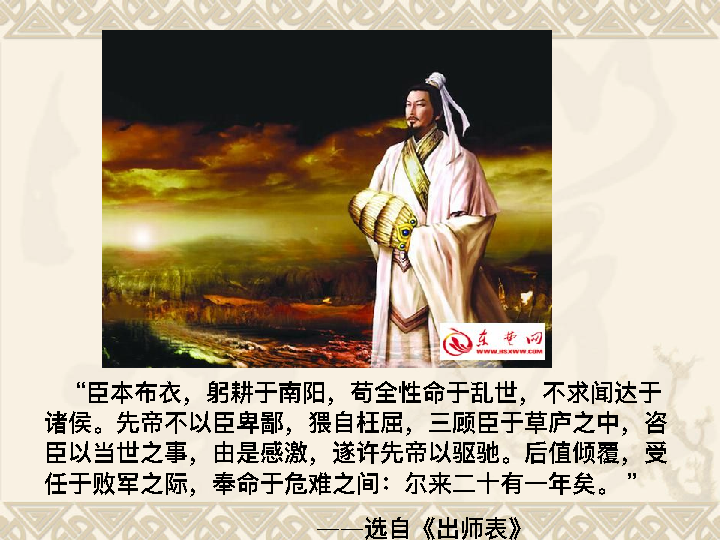 东楚网
WWW.HSXWW.COM
“臣本布衣，躬耕于南阳，苟全性命于乱世，不求闻达于
诸侯。先帝不以臣卑鄙，猥自枉屈，三顾臣于草庐之中，咨
臣以当世之事，由是感激，遂许先帝以驱驰。后值倾覆，受
任于败军之际，奉命于危难之间：尔来二十有一年矣。 ”
——选自《出师表》